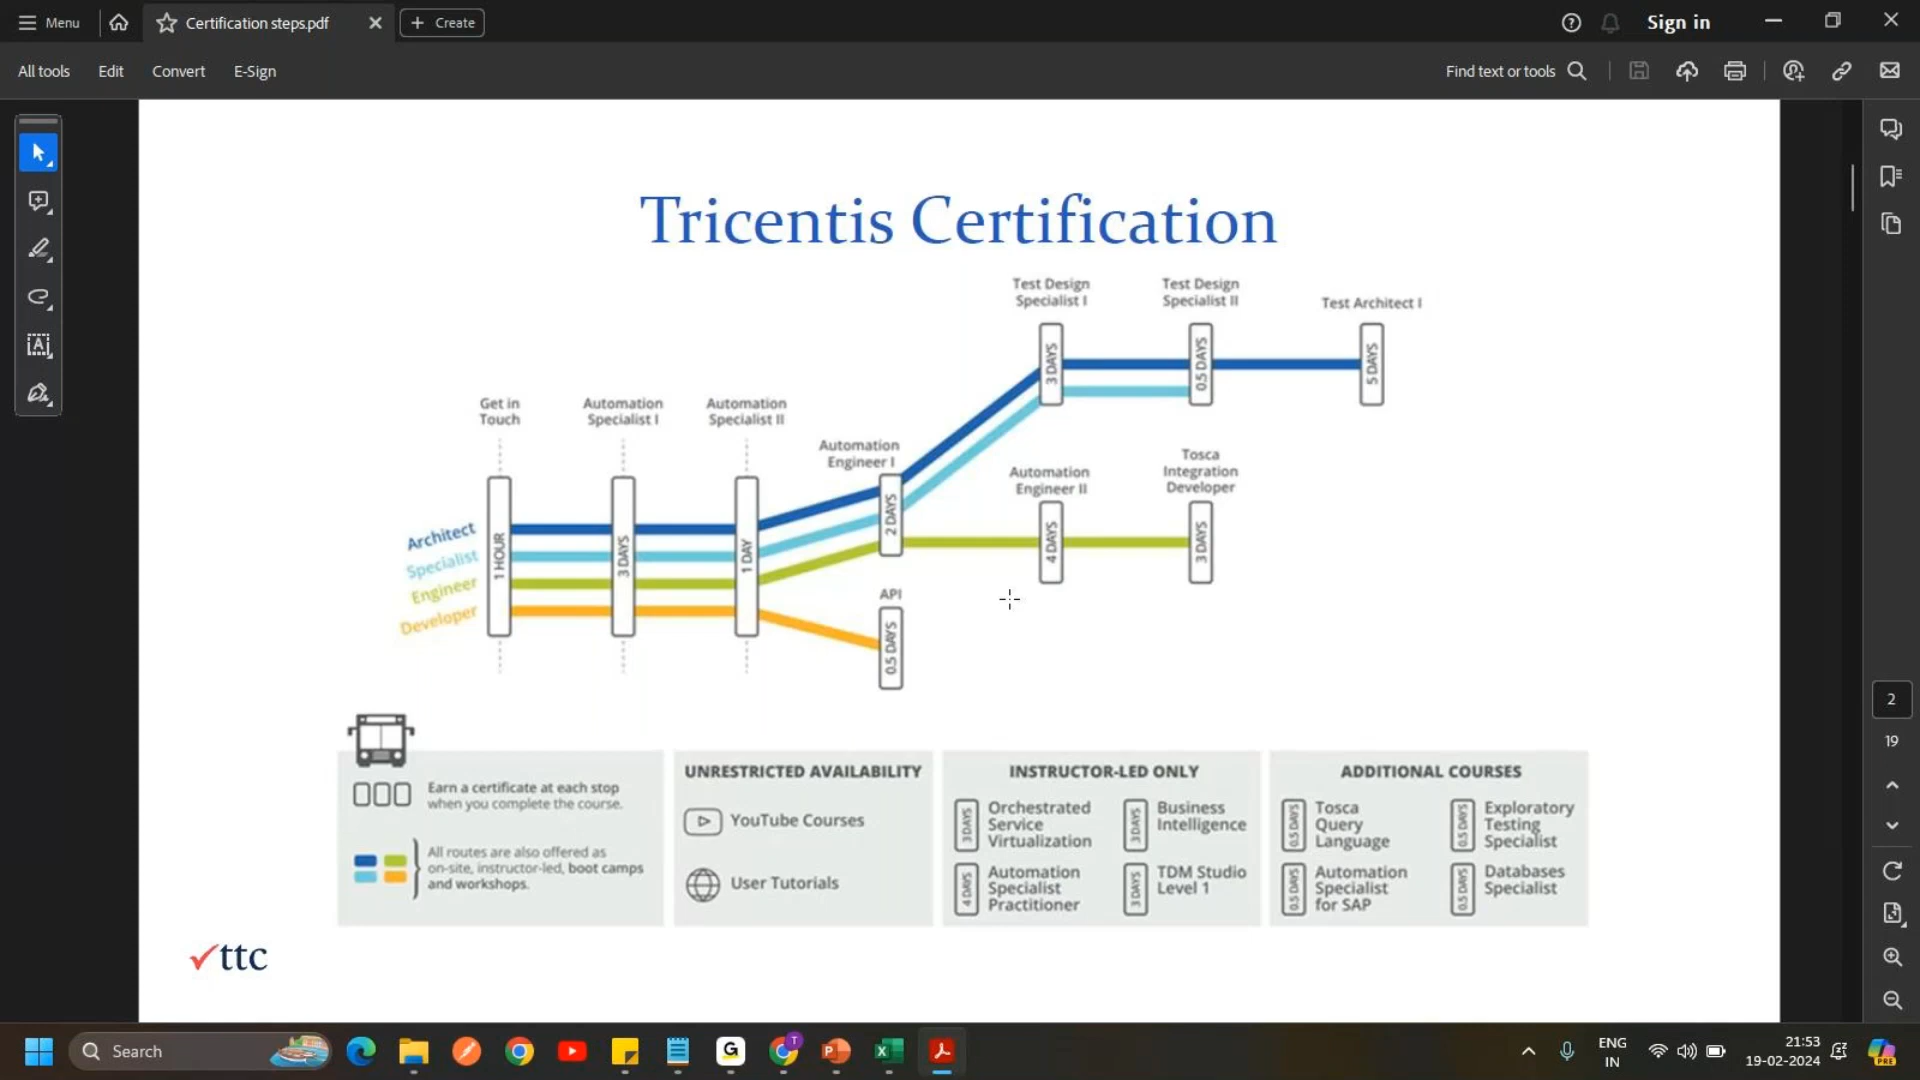 Menu
Certification steps.pdf
Create
Sign in
All tools
Edit
Convert
E-Sign
Find text or tools
Tricentis Certification
Test Design
Specialist I
Test Design
Specialist II
Test Architect I
3 DAYS
0.5 DAYS
5 DAYS
Get in
Touch
Automation
Specialist I
Automation
Specialist II
Automation
Engineer I
Automation
Engineer II
Tosca
Integration
Developer
Architect
Specialist
Engineer
Developer
1 HOUR
3 DAYS
1 DAY
2 DAYS
4 DAYS
3 DAYS
API
0.5 DAYS
Earn a certificate at each stop
when you complete the course.
All routes are also offered as
on-site, instructor-led, boot camps
and workshops.
UNRESTRICTED AVAILABILITY
YouTube Courses
User Tutorials
INSTRUCTOR-LED ONLY
3 DAYS
Orchestrated
Service
Virtualization
3 DAYS
Business
Intelligence
4 DAYS
Automation
Specialist
Practitioner
3 DAYS
TDM Studio
Level 1
ADDITIONAL COURSES
0.5 DAYS
Tosca
Query
Language
0.5 DAYS
Exploratory
Testing
Specialist
0.5 DAYS
Automation
Specialist
for SAP
0.5 DAYS
Databases
Specialist
ttc
2
19
Search
G
T
ENG
IN
21:53
19-02-2024
PRE